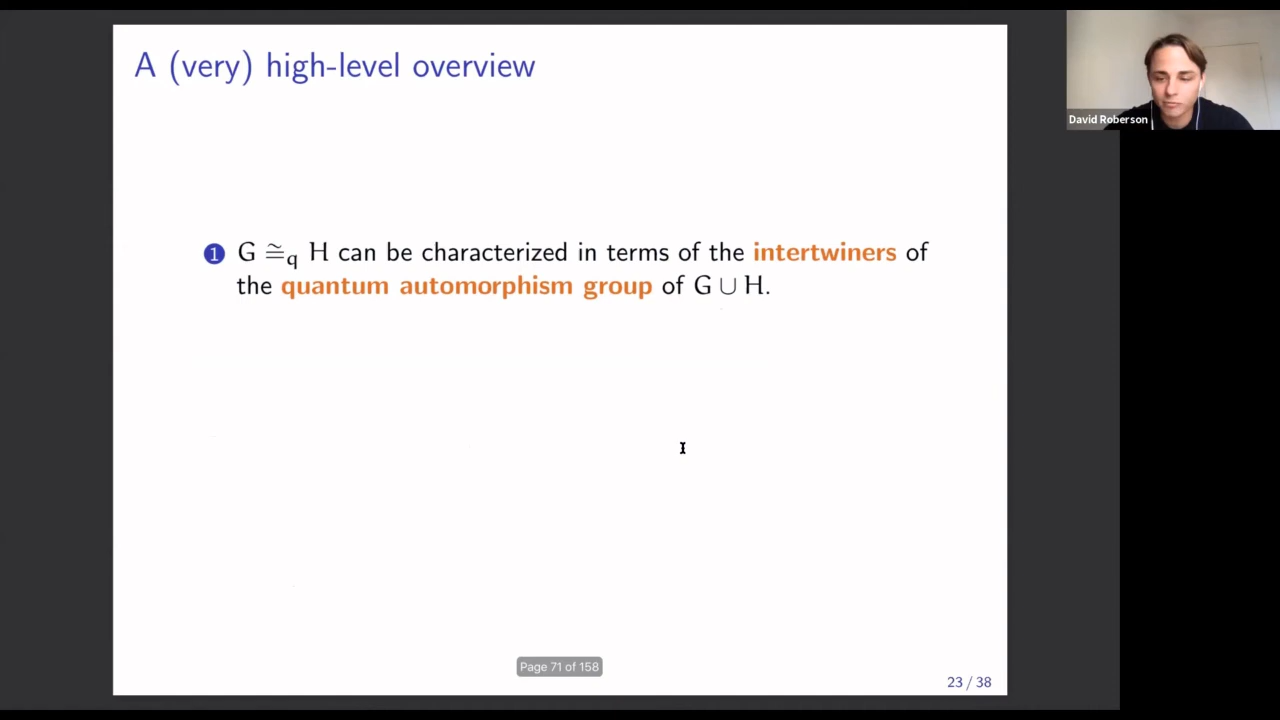 A (very) high-level overview
David Roberson
1 G ≅q H can be characterized in terms of the intertwiners of
the quantum automorphism group of G ∪ H.
Page 71 of 158
23 / 38